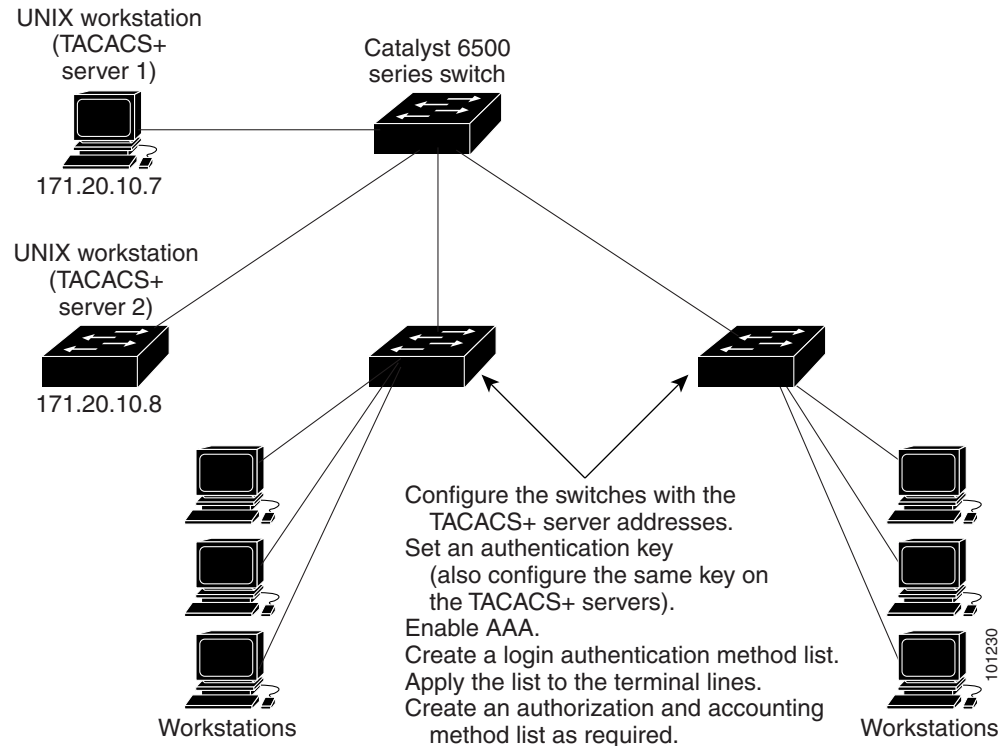 UNIX workstation
(TACACS+
server 1)
Catalyst 6500
series switch
171.20.10.7
UNIX workstation
(TACACS+
server 2)
171.20.10.8
Configure the switches with the
TACACS+ server addresses.
Set an authentication key
(also configure the same key on
the TACACS+ servers).
Enable AAA.
Create a login authentication method list.
Apply the list to the terminal lines.
Create an authorization and accounting
method list as required.
Workstations
Workstations
101230